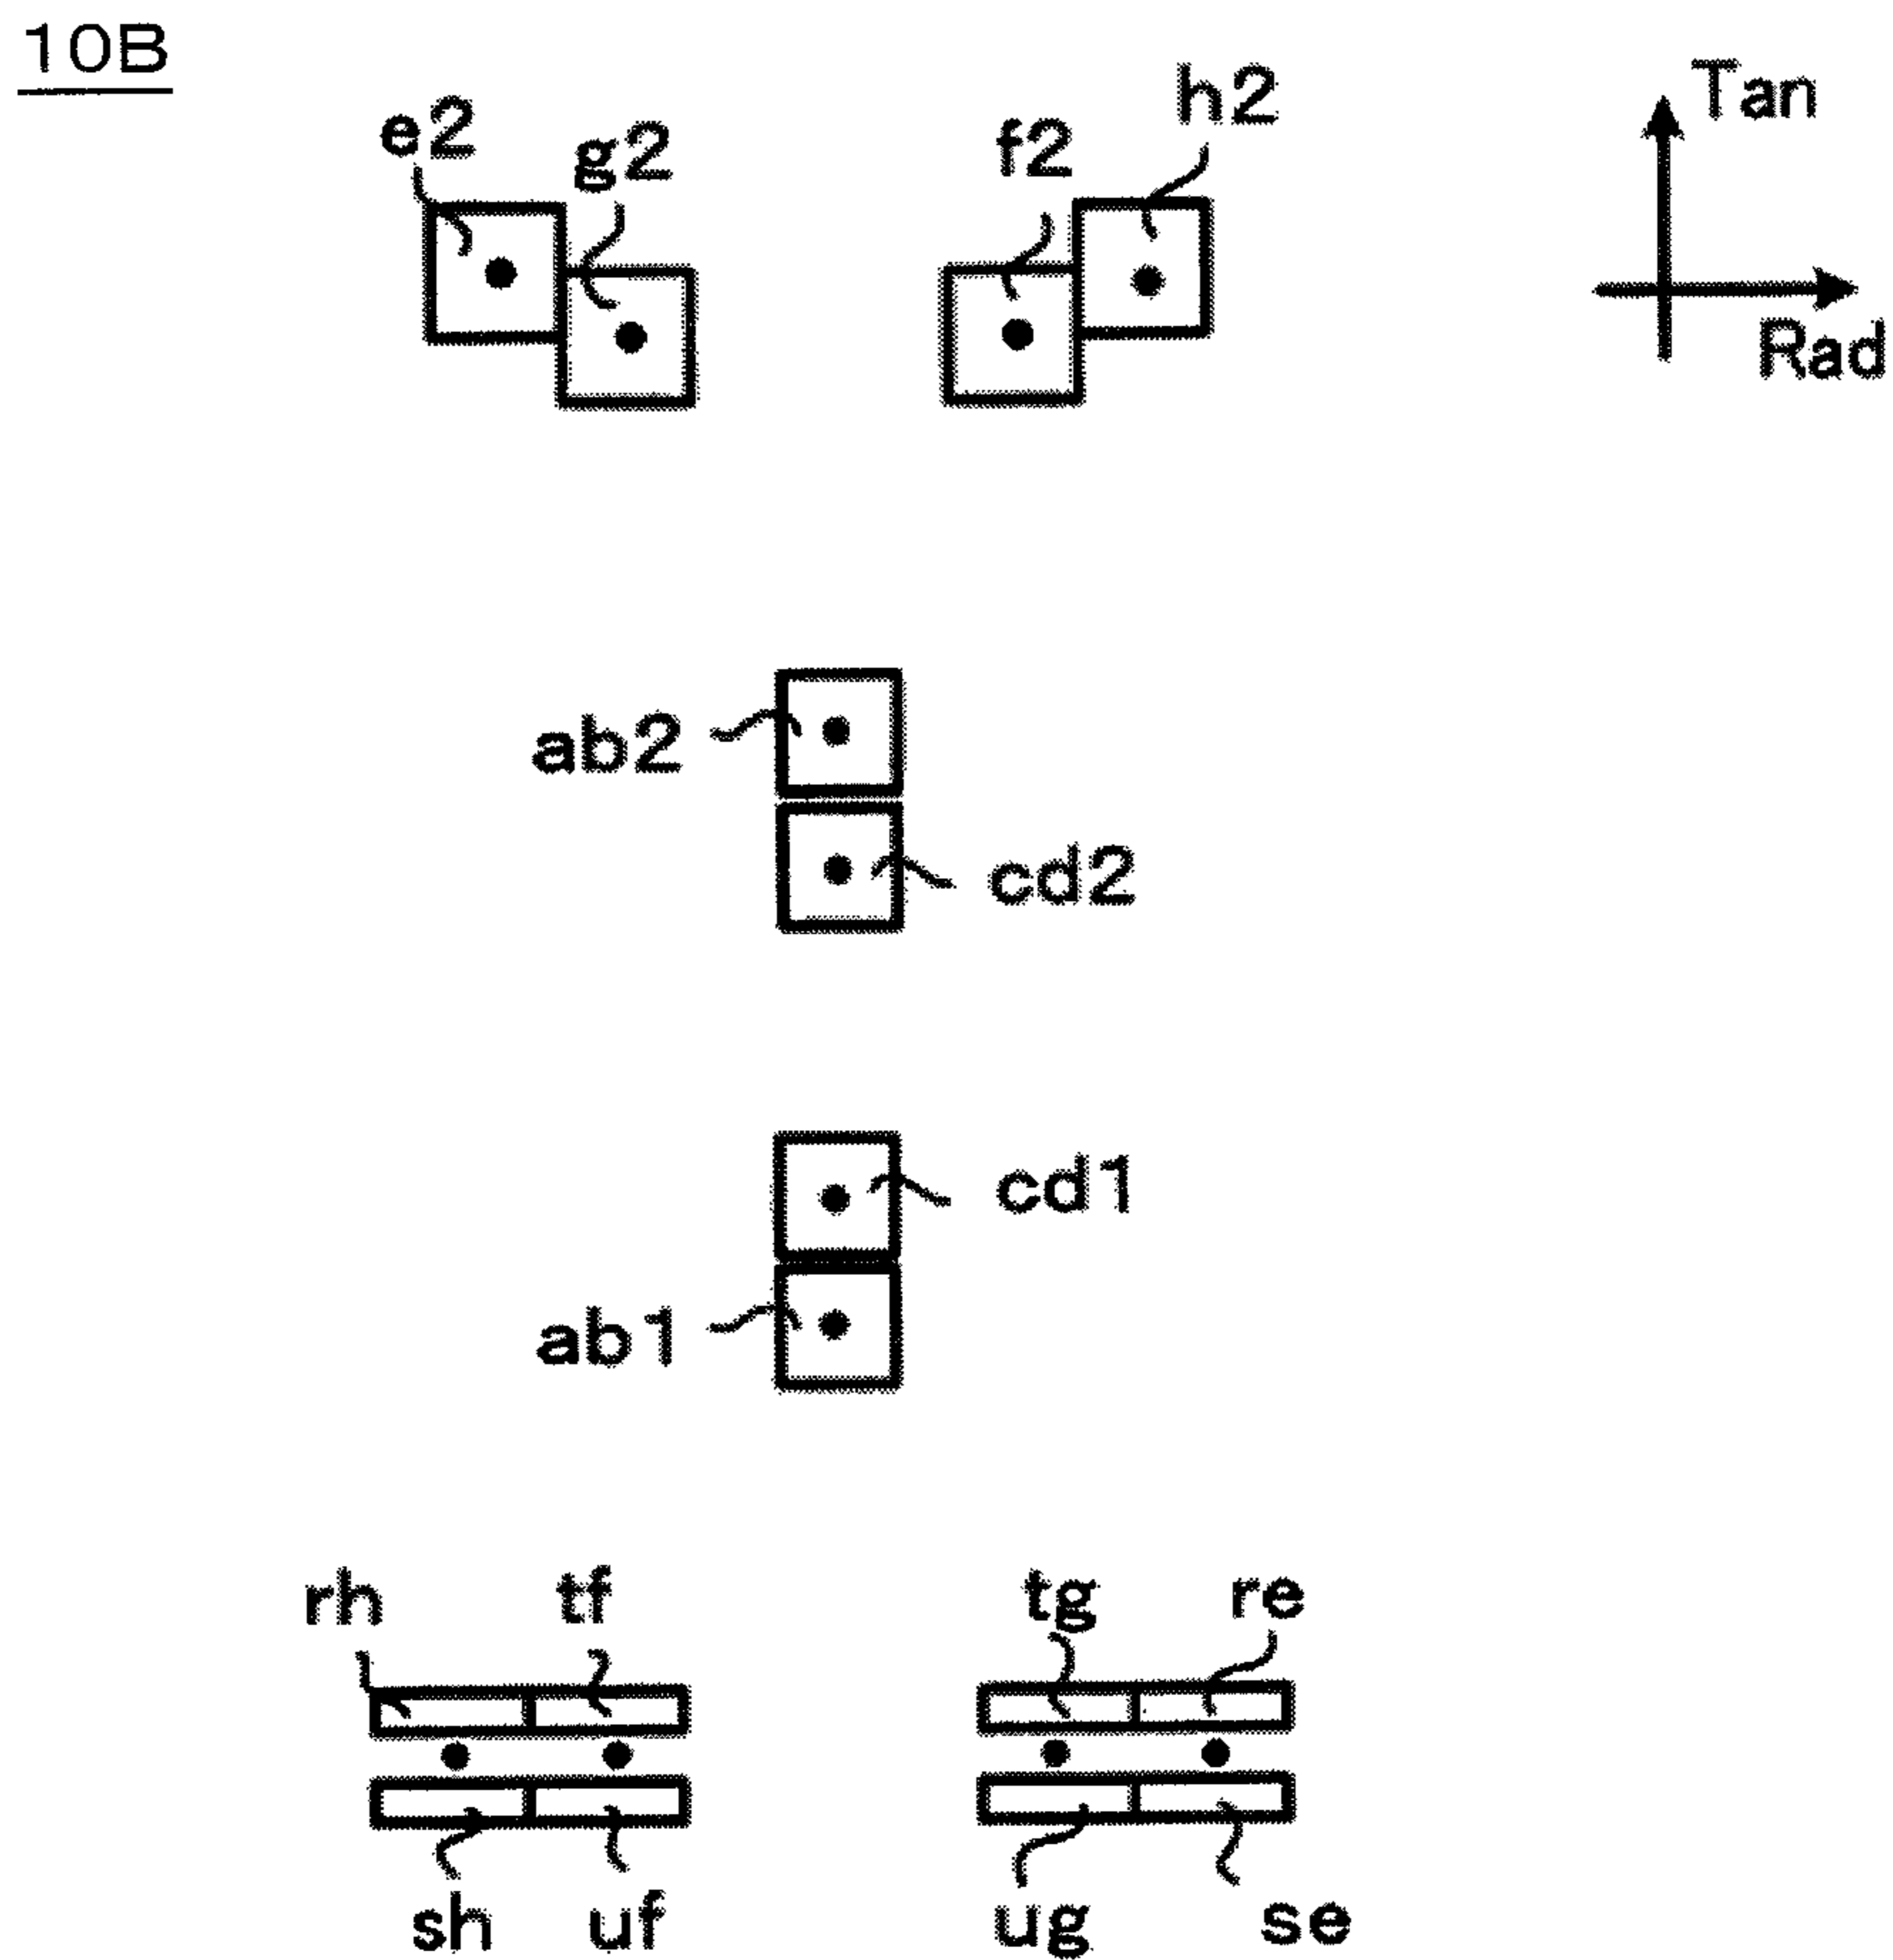 10B
e2 g2 f2 h2 Tan
Rad
ab2
cd2
cd1
ab1
rh tf tg re
sh uf ug se